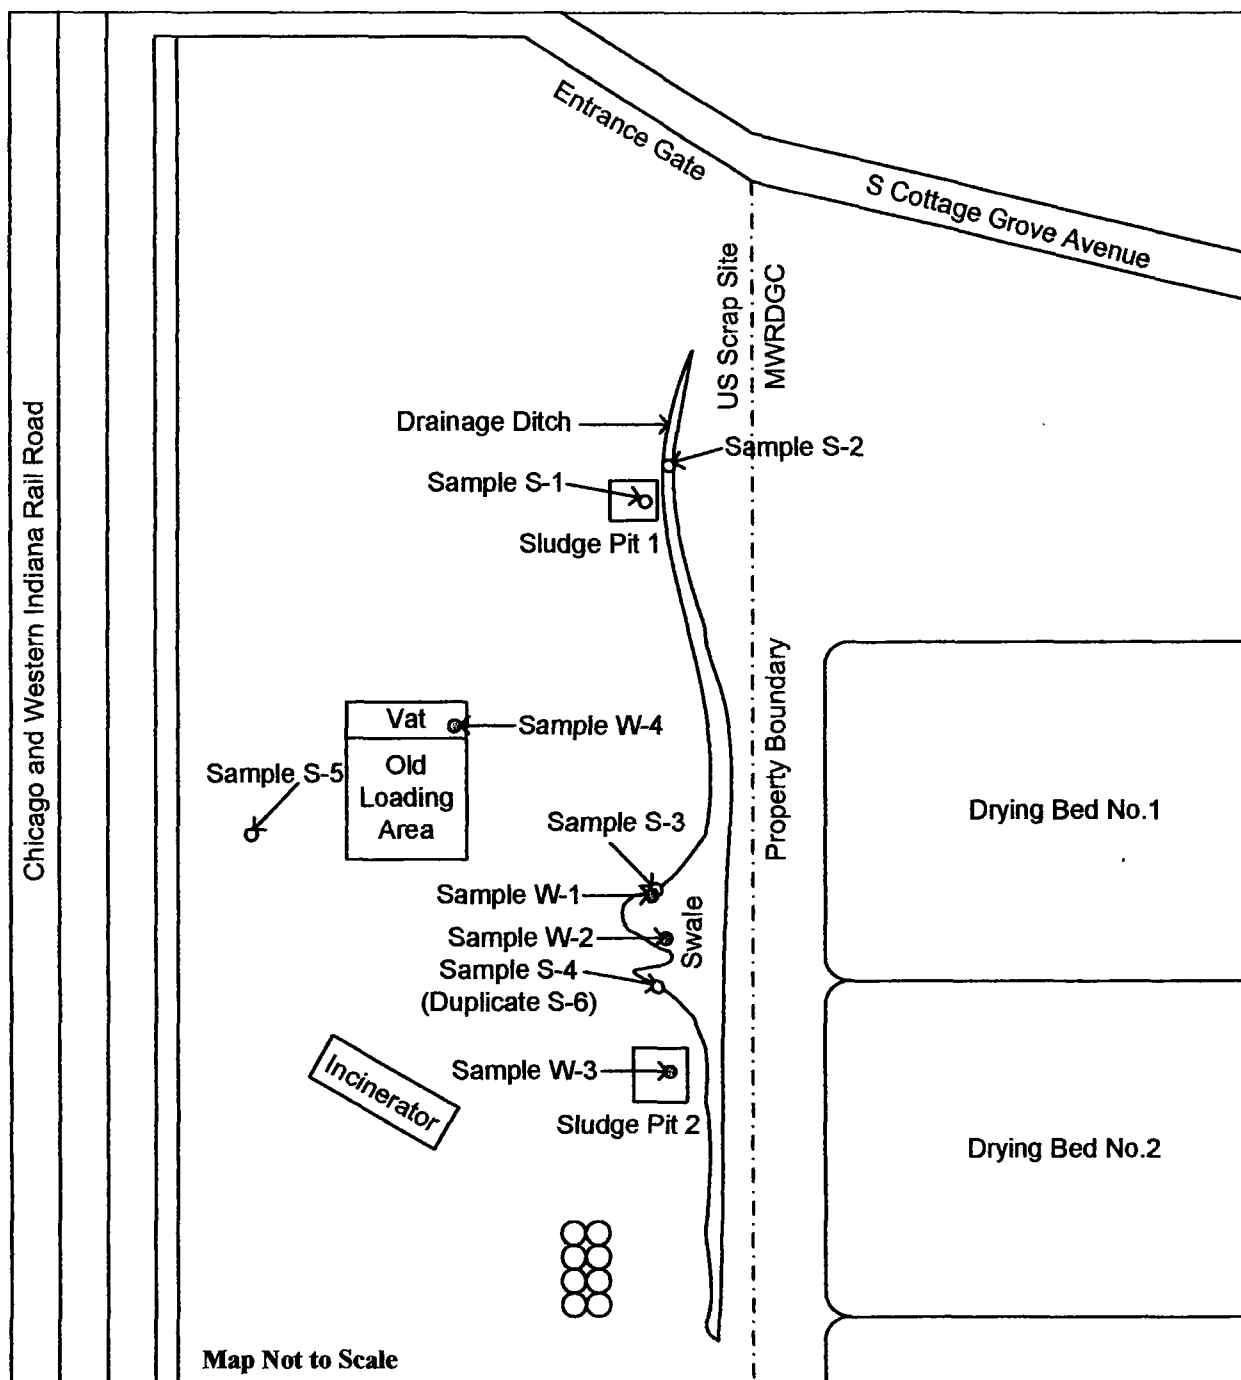 Entrance Gate
S Cottage Grove Avenue
US Scrap Site
MWRDGC
Chicago and Western Indiana Rail Road
Drainage Ditch
Sample S-2
Sample S-1
Sludge Pit 1
Property Boundary
Vat
Sample W-4
Old
Loading
Area
Sample S-5
Sample S-3
Drying Bed No.1
Sample W-1
Swale
Sample W-2
Sample S-4
(Duplicate S-6)
Incinerator
Sample W-3
Sludge Pit 2
Drying Bed No.2
Map Not to Scale